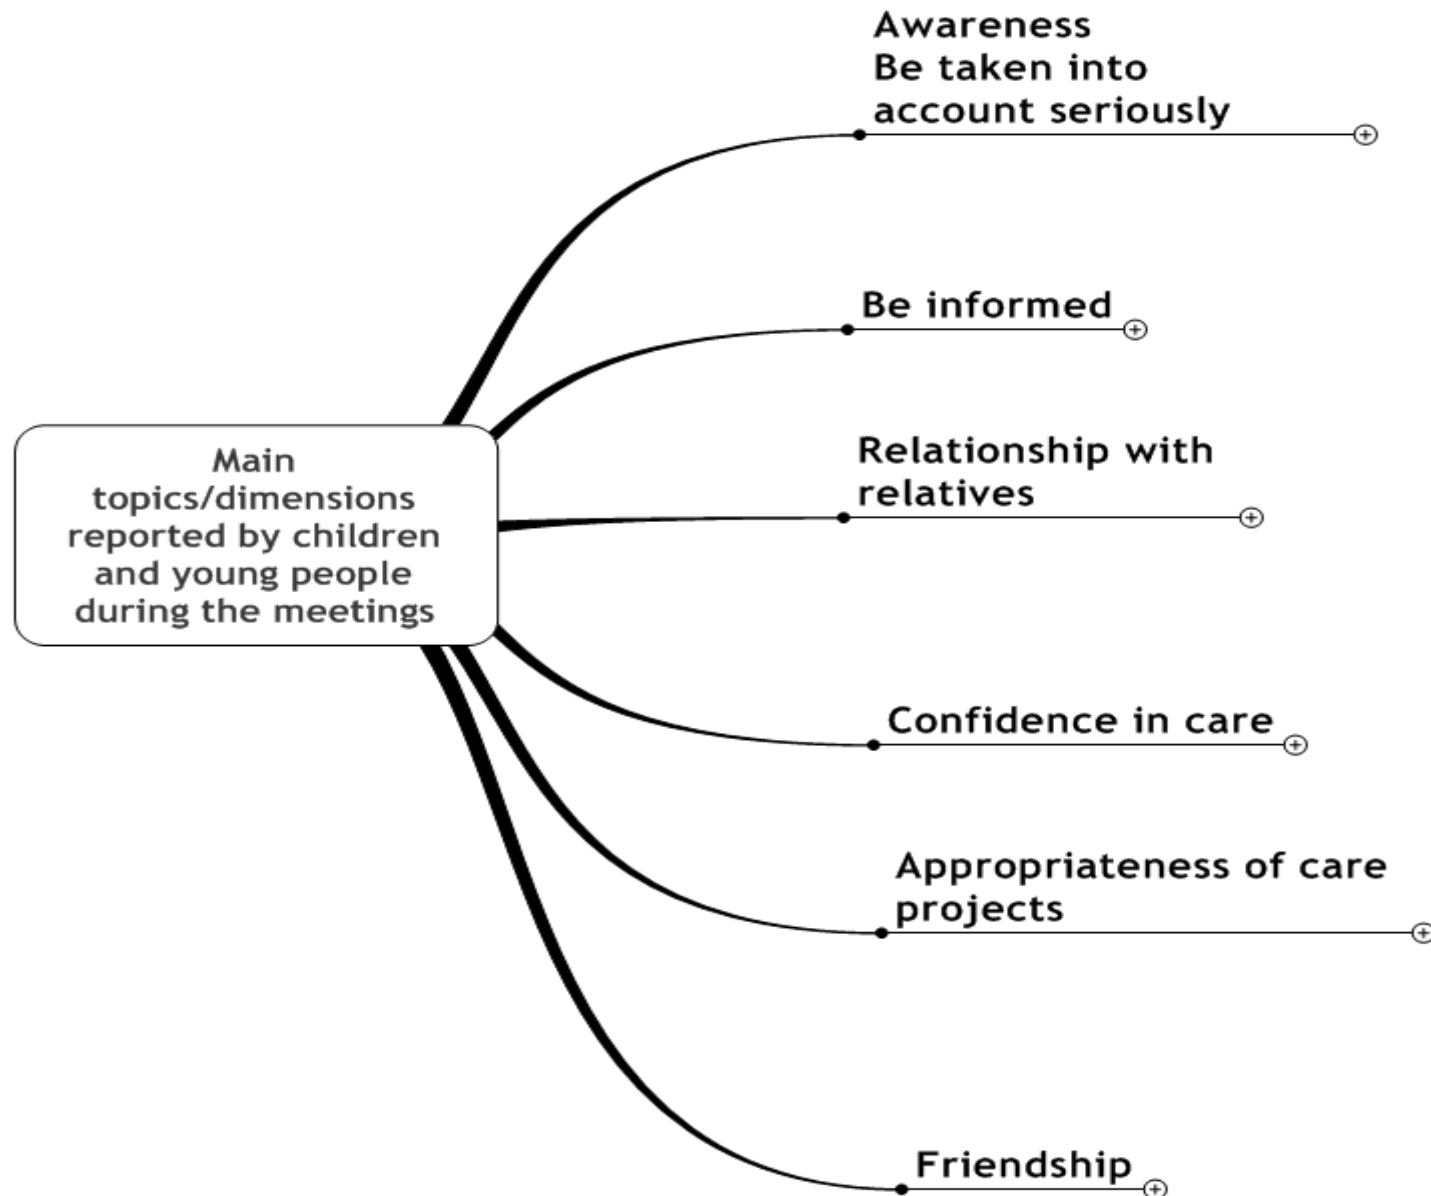 Awareness
Be taken into
account seriously
Be informed
Relationship with
relatives
Main
topics/dimensions
reported by children
and young people
during the meetings
Confidence in care
Appropriateness of care
projects
Friendship